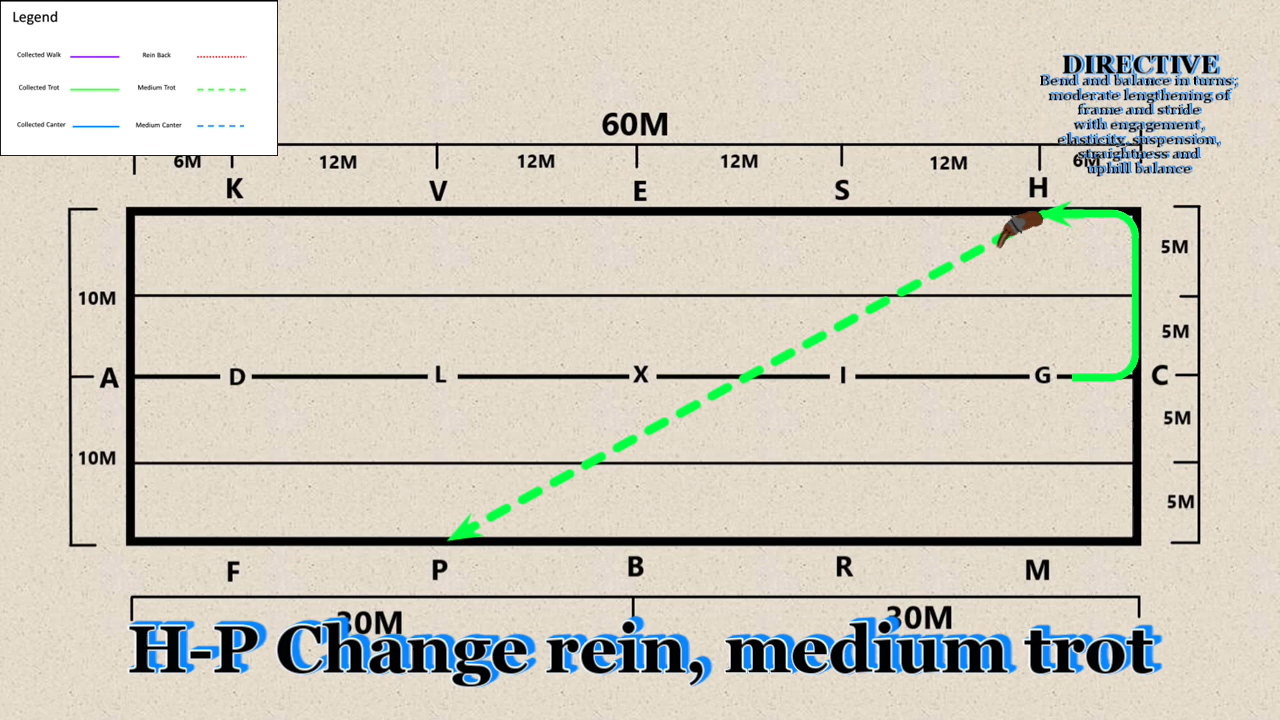 Legend
Collected Walk
Rein Back
Collected Trot
Medium Trot
Collected Canter
Medium Canter
DIRECTIVE
Bend and balance in turns;
moderate lengthening of
frame and stride
with engagement,
elasticity, suspension,
straightness and
uphill balance
60M
6M 12M 12M 12M 12M 6M
K V E S H
5M
10M
5M
A D L X I G C
5M
10M
5M
F P B R M
30M 30M
H-P Change rein, medium trot